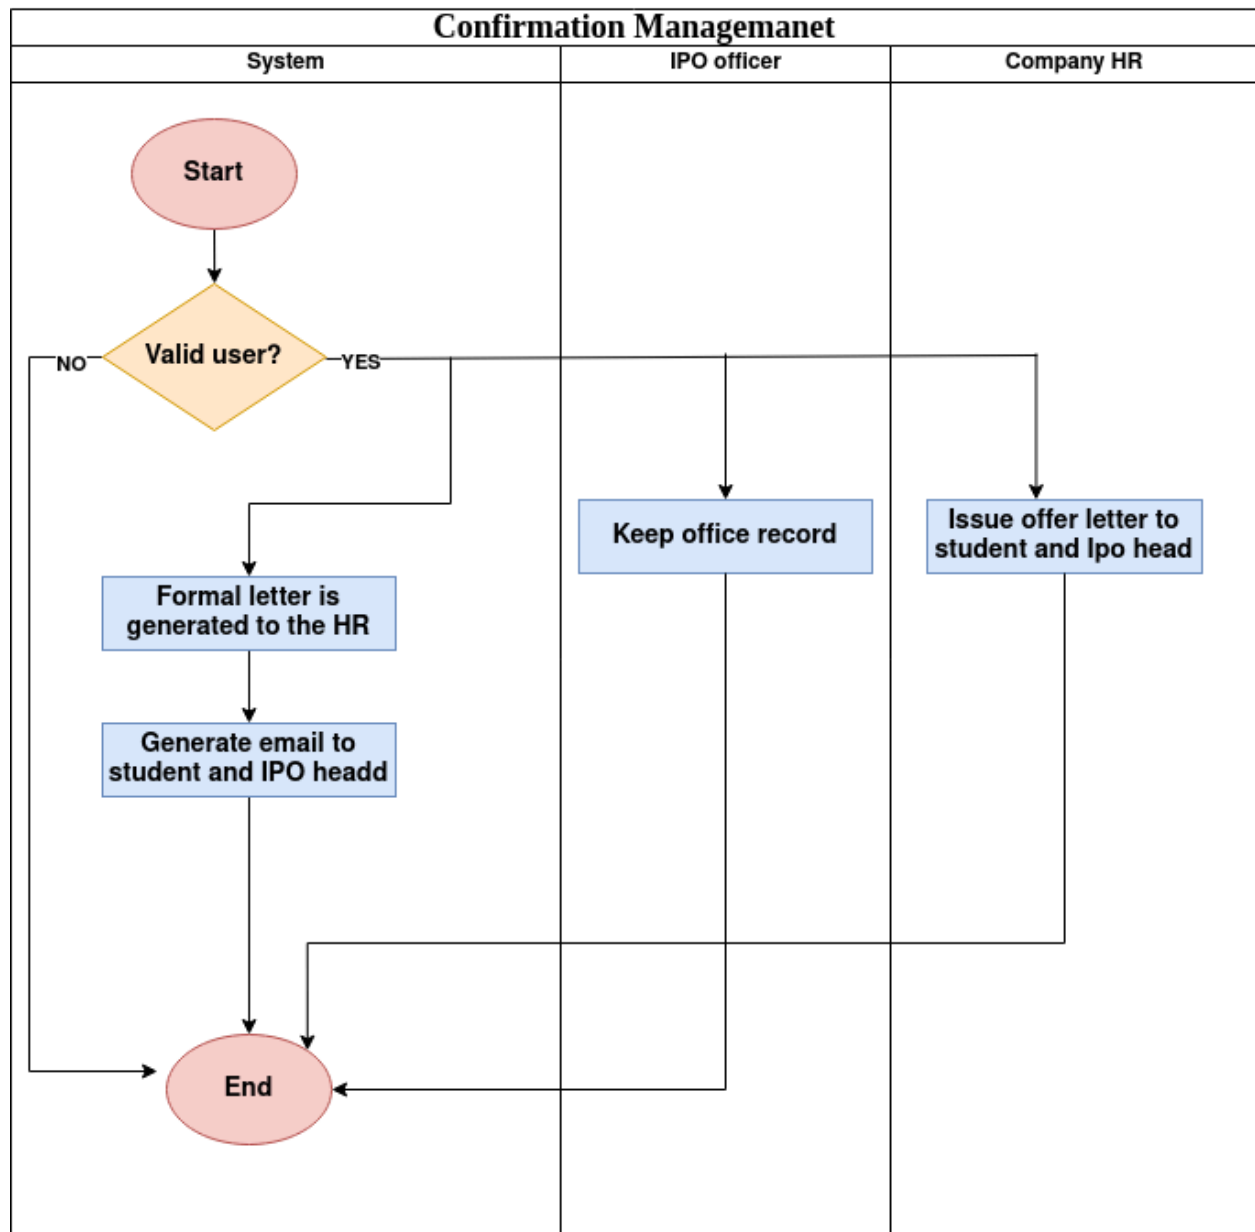 Confirmation Managemanet
System
IPO officer
Company HR
Start
Valid user?
NO
YES
Keep office record
Issue offer letter to
student and Ipo head
Formal letter is
generated to the HR
Generate email to
student and IPO headd
End